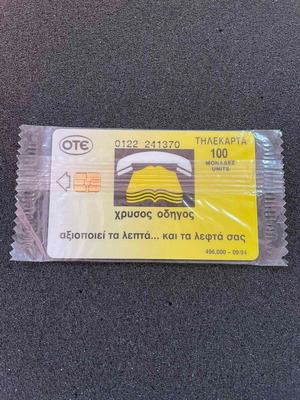 OTE
0122 241370
ΤΗΛΕΚΑΡΤΑ
100
ΜΟΝΑΔΕΣ
UNITS
χρυσος οδηγος
αξιοποιεί τα λεπτά... και τα λεφτά σας
496,000 – 09/94